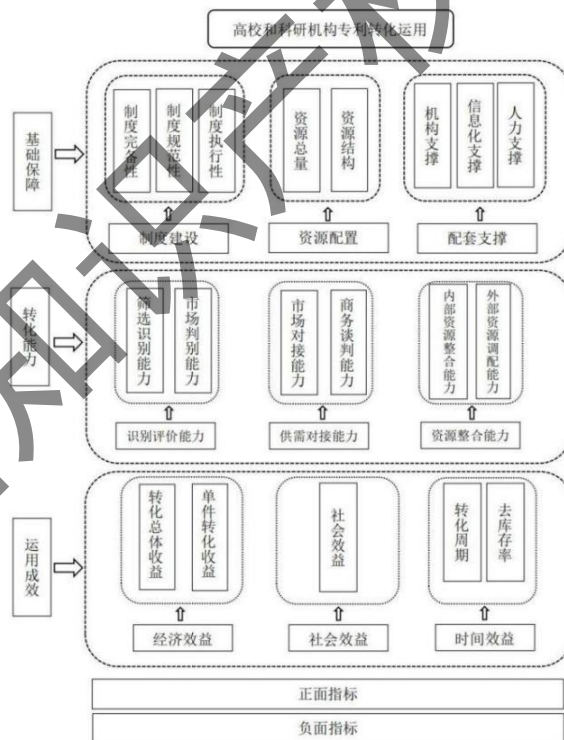 高校和科研机构专利转化运用
基础保障
制度完备性
制度规范性
制度执行性
资源总量
资源结构
机构支撑
信息化支撑
人力支撑
制度建设
资源配置
配套支撑
转化能力
筛选识别能力
市场判别能力
市场对接能力
商务谈判能力
内部资源整合能力
外部资源调配能力
识别评价能力
供需对接能力
资源整合能力
运用成效
转化总体收益
单件转化收益
社会效益
转化周期
去库存率
经济效益
社会效益
时间效益
正面指标
负面指标
知识产权